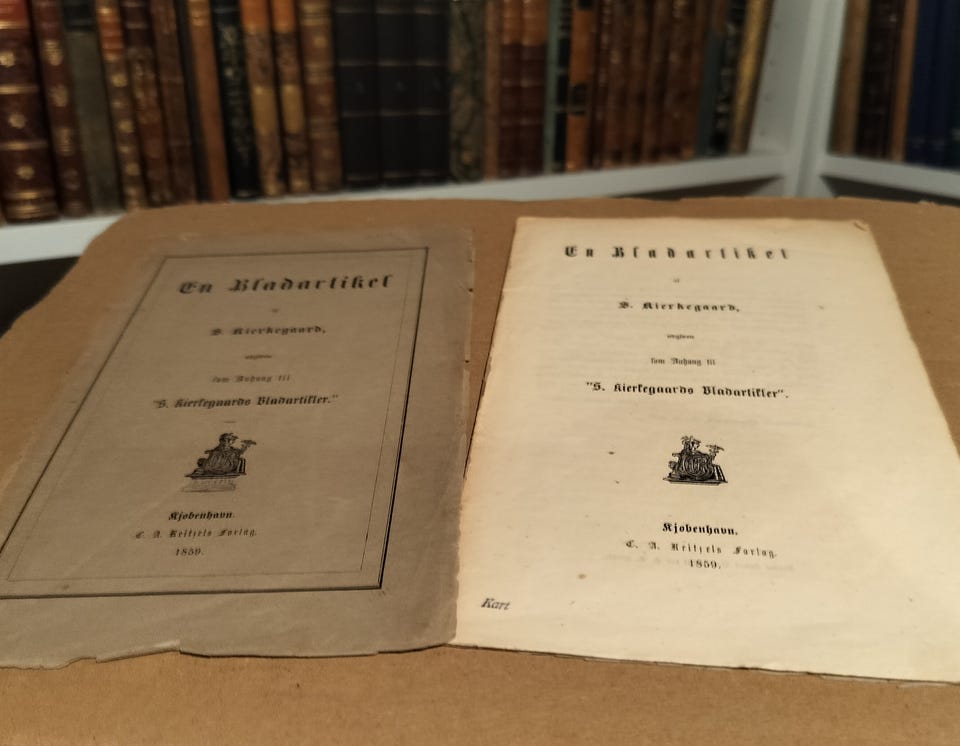 En Bladartikel
af
S. Kierkegaard,
udgiven
som Anhang til
"S. Kierkegaards Bladartikler."
Kjøbenhavn.
C. A. Reitzels Forlag.
1859.
En Bladartikel
af
S. Kierkegaard,
udgiven
som Anhang til
"S. Kierkegaards Bladartikler".
Kjøbenhavn.
C. A. Reitzels Forlag.
1859.
Kart